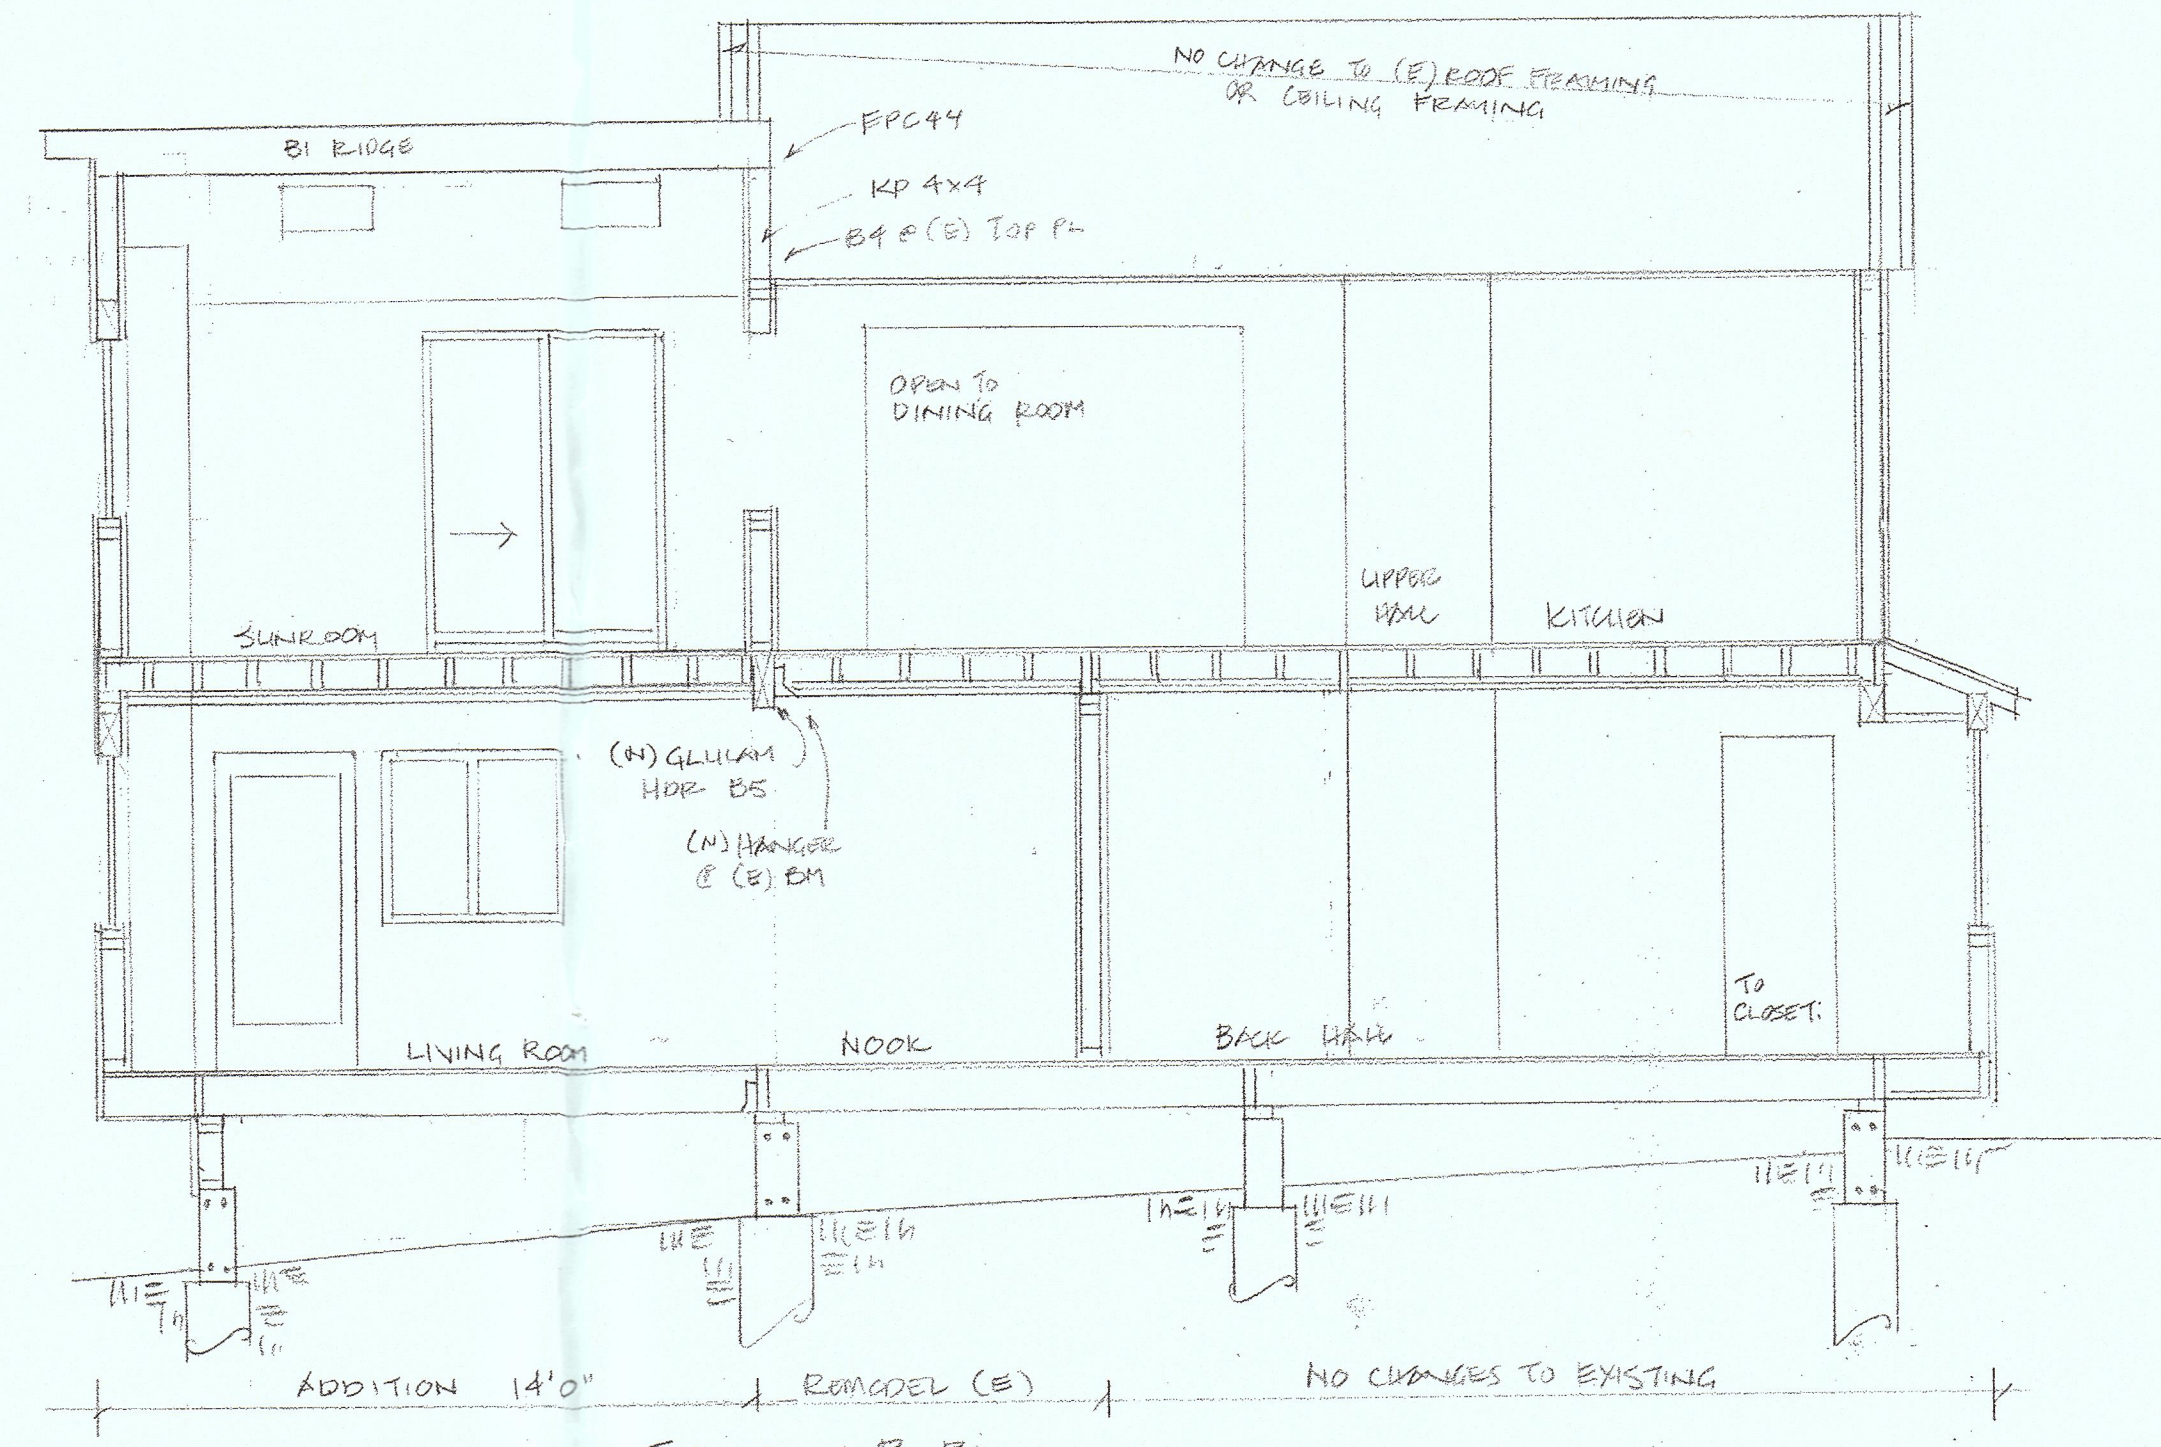 NO CHANGE TO (E) ROOF FRAMING
OR CEILING FRAMING
EPC44
B1 RIDGE
KP 4x4
B4 @ (E) TOP PL
OPEN TO
DINING ROOM
UPPER
HALL
KITCHEN
SUNROOM
(N) GLULAM
HDR B5
(N) HANGER
@ (E) BM
TO
CLOSET
LIVING ROOM
NOOK
BACK HALL
ADDITION 14'0"
REMODEL (E)
NO CHANGES TO EXISTING